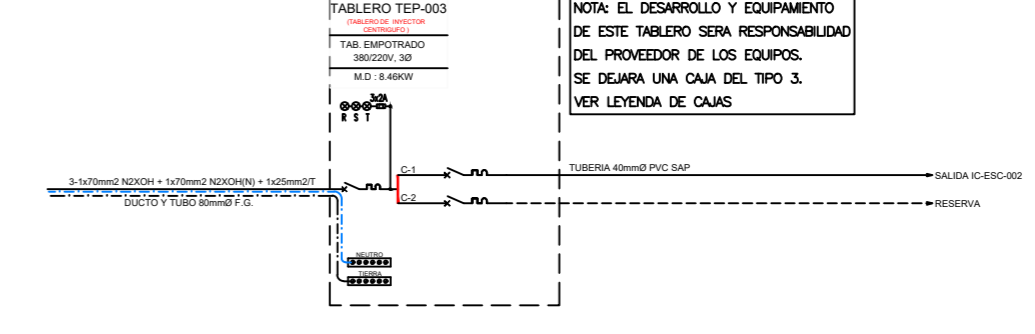 TABLERO TEP-003
(TABLERO DE INYECTOR
CENTRIGUFO )
TAB. EMPOTRADO
380/220V, 3Ø
M.D : 8.46KW
NOTA: EL DESARROLLO Y EQUIPAMIENTO
DE ESTE TABLERO SERA RESPONSABILIDAD
DEL PROVEEDOR DE LOS EQUIPOS.
SE DEJARA UNA CAJA DEL TIPO 3.
VER LEYENDA DE CAJAS
3x2A
R S T
3-1x70mm2 N2XOH + 1x70mm2 N2XOH(N) + 1x25mm2/T
DUCTO Y TUBO 80mmØ F.G.
C-1
TUBERIA 40mmØ PVC SAP
SALIDA IC-ESC-002
C-2
RESERVA
NEUTRO
TIERRA